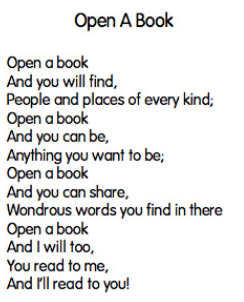 Open A Book
Open a book
And you will find,
People and places of every kind;
Open a book
And you can be,
Anything you want to be;
Open a book
And you can share,
Wondrous words you find in there
Open a book
And I will too,
You read to me,
And I'll read to you!